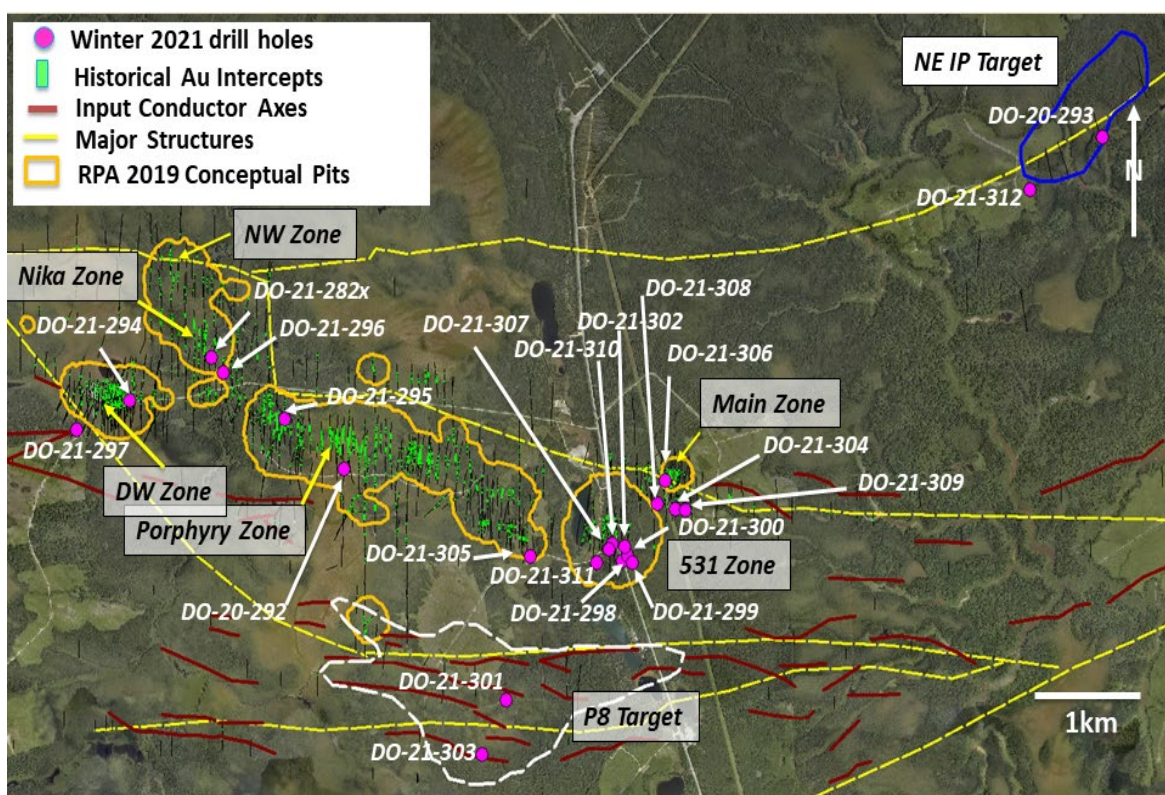 Winter 2021 drill holes
Historical Au Intercepts
Input Conductor Axes
Major Structures
RPA 2019 Conceptual Pits
NE IP Target
DO-20-293
N
DO-21-312
NW Zone
Nika Zone
DO-21-282x
DO-21-294
DO-21-296
DO-21-308
DO-21-307
DO-21-302
DO-21-310
DO-21-306
DO-21-295
Main Zone
DO-21-304
DO-21-297
DO-21-309
DW Zone
Porphyry Zone
DO-21-300
DO-21-305
DO-21-311
531 Zone
DO-20-292
DO-21-298
DO-21-299
DO-21-301
P8 Target
1km
DO-21-303